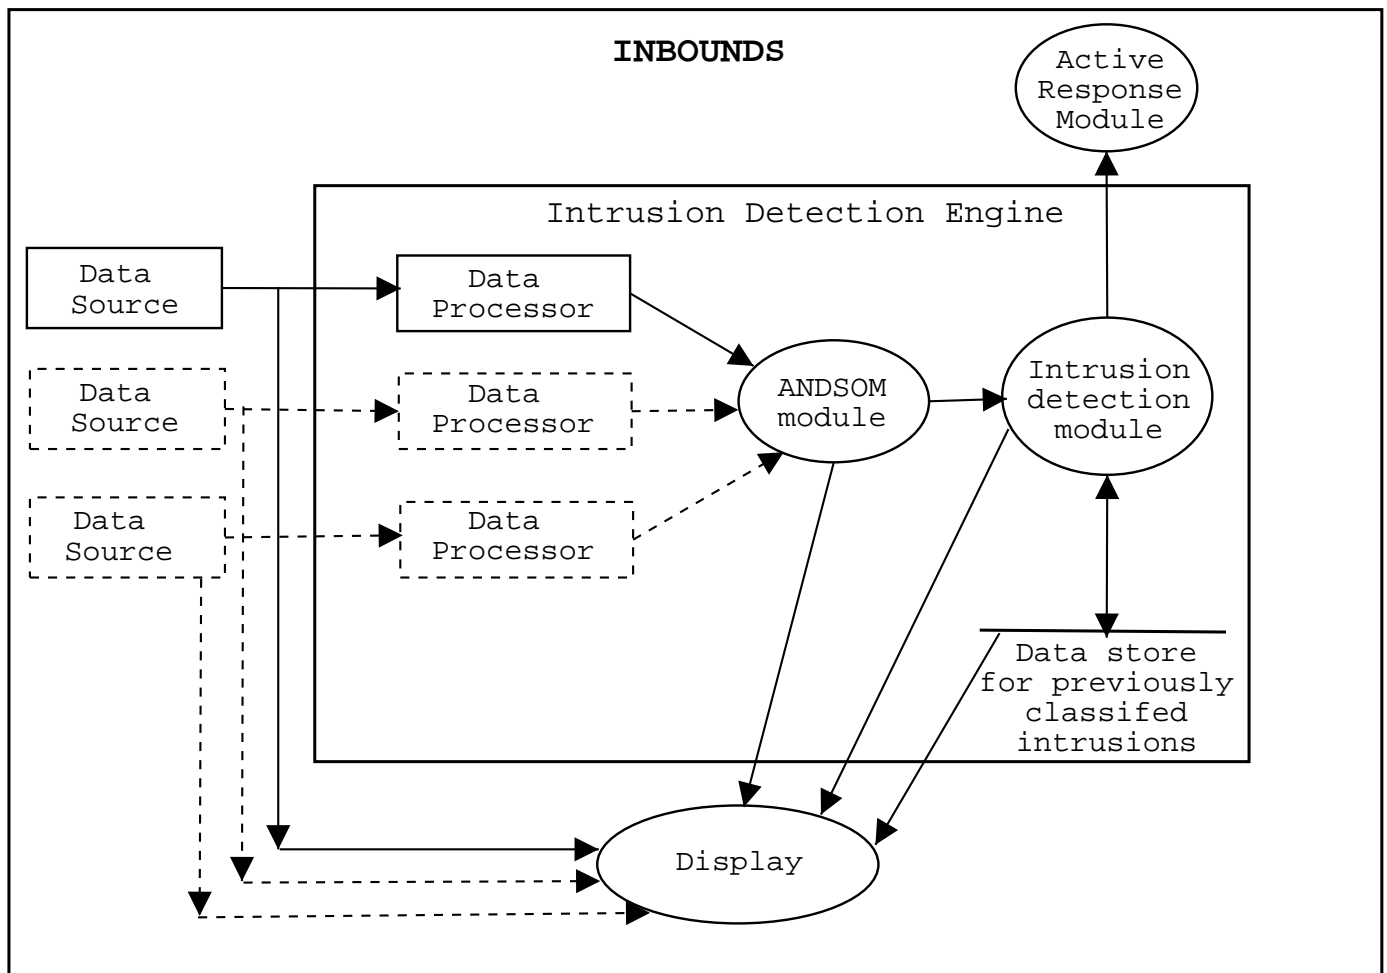 INBOUNDS
Active
Response
Module
Intrusion Detection Engine
Data
Source
Data
Processor
Data
Source
Data
Processor
ANDSOM
module
Intrusion
detection
module
Data
Source
Data
Processor
Data store
for previously
classifed
intrusions
Display